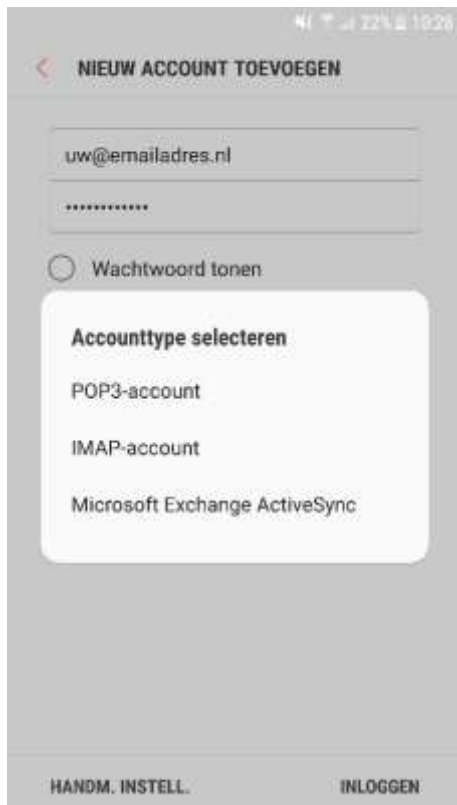 22% 10:28
NIEUW ACCOUNT TOEVOEGEN
uw@emailadres.nl
••••••••••••
Wachtwoord tonen
Accounttype selecteren
POP3-account
IMAP-account
Microsoft Exchange ActiveSync
HANDM. INSTELL. INLOGGEN